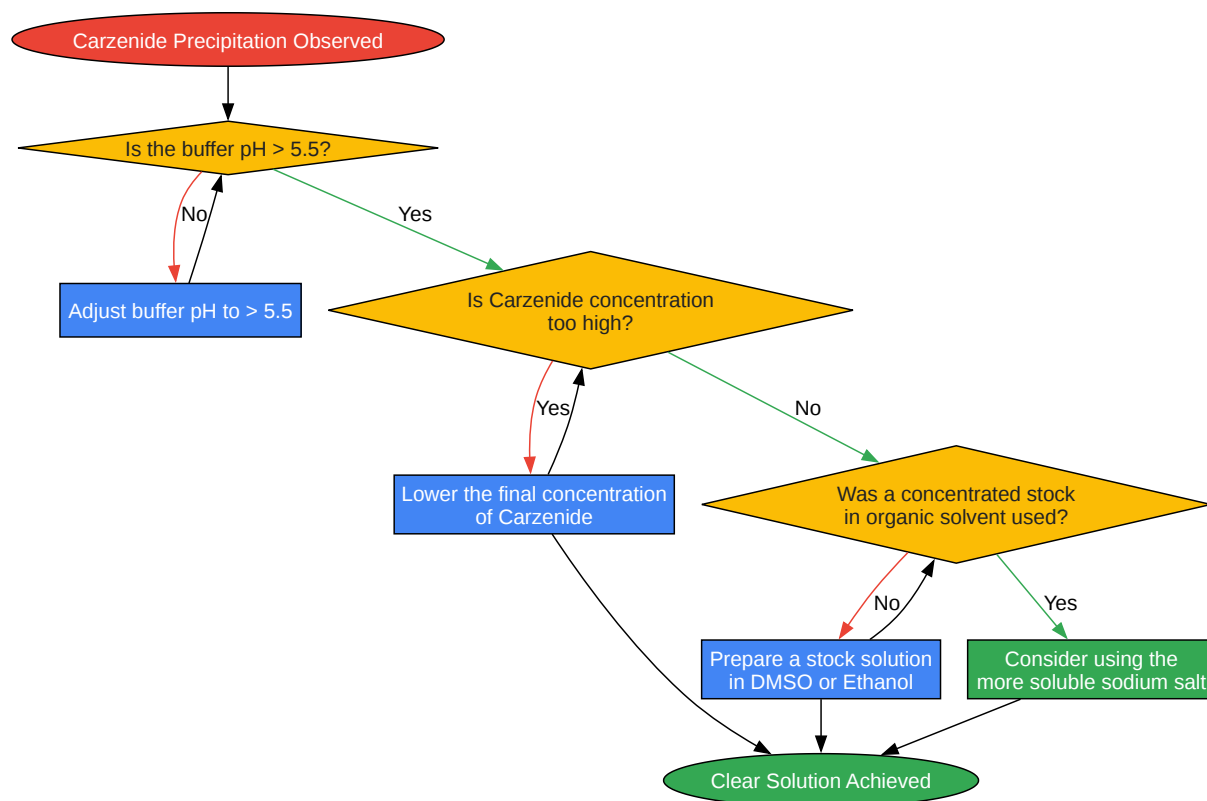 Carzenide Precipitation Observed
Is the buffer pH > 5.5?
No
Yes
Adjust buffer pH to > 5.5
Is Carzenide concentration
too high?
Yes
No
Lower the final concentration
of Carzenide
Was a concentrated stock
in organic solvent used?
No
Yes
Prepare a stock solution
in DMSO or Ethanol
Consider using the
more soluble sodium salt
Clear Solution Achieved